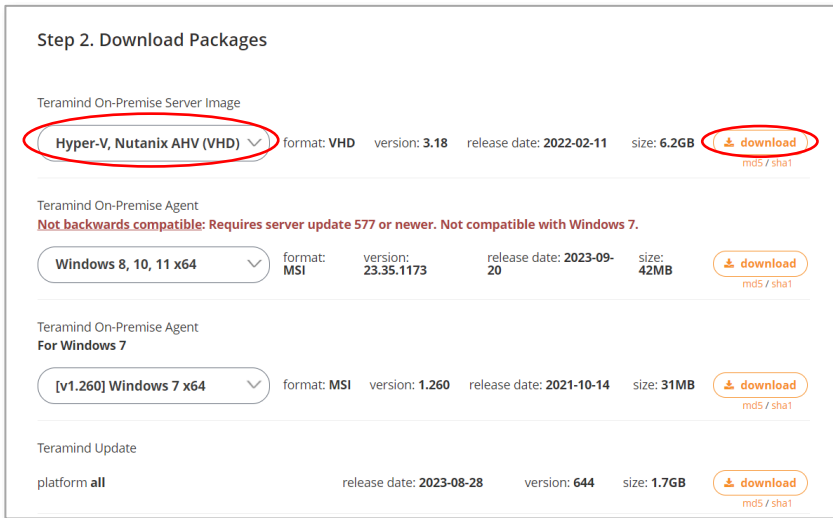 Step 2. Download Packages
Teramind On-Premise Server Image
Hyper-V, Nutanix AHV (VHD) format: VHD version: 3.18 release date: 2022-02-11 size: 6.2GB download
md5 / sha1
Teramind On-Premise Agent
Not backwards compatible: Requires server update 577 or newer. Not compatible with Windows 7.
Windows 8, 10, 11 x64 format: MSI version: 23.35.1173 release date: 2023-09-20 size: 42MB download
md5 / sha1
Teramind On-Premise Agent
For Windows 7
[v1.260] Windows 7 x64 format: MSI version: 1.260 release date: 2021-10-14 size: 31MB download
md5 / sha1
Teramind Update
platform all release date: 2023-08-28 version: 644 size: 1.7GB download
md5 / sha1